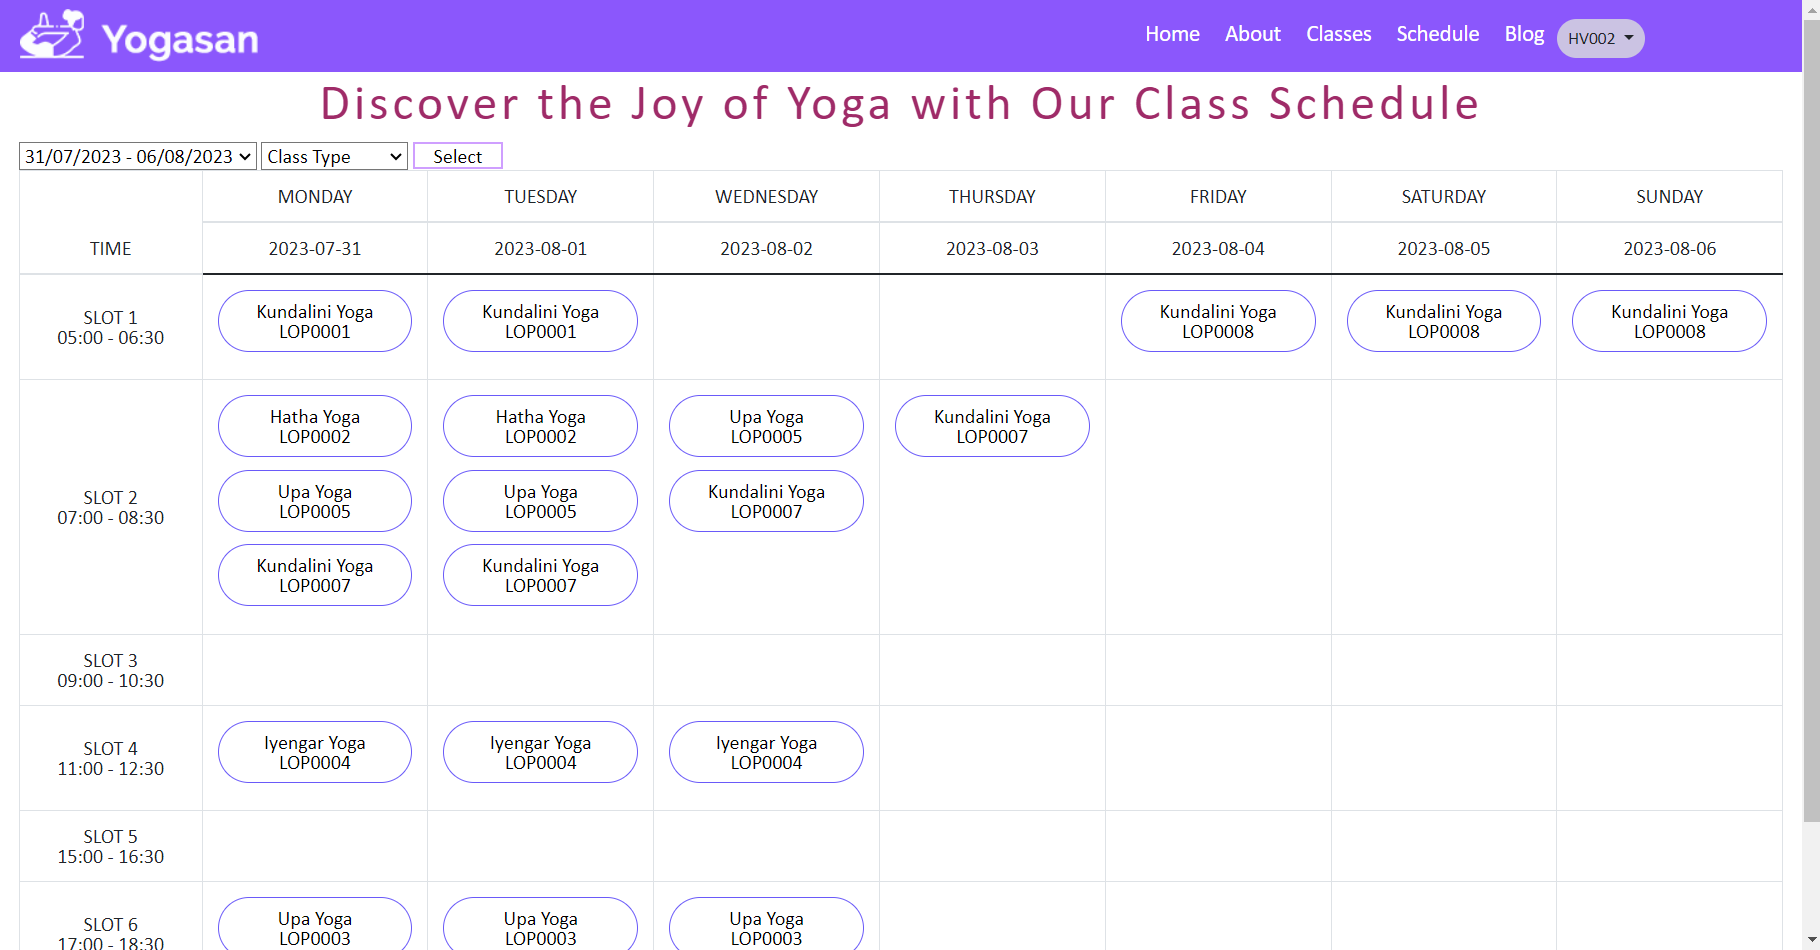 Yogasan
Home About Classes Schedule Blog HV002
Discover the Joy of Yoga with Our Class Schedule
31/07/2023 - 06/08/2023 Class Type Select
MONDAY TUESDAY WEDNESDAY THURSDAY FRIDAY SATURDAY SUNDAY
TIME 2023-07-31 2023-08-01 2023-08-02 2023-08-03 2023-08-04 2023-08-05 2023-08-06
SLOT 1
05:00 - 06:30
Kundalini Yoga
LOP0001
Kundalini Yoga
LOP0001
Kundalini Yoga
LOP0008
Kundalini Yoga
LOP0008
Kundalini Yoga
LOP0008
SLOT 2
07:00 - 08:30
Hatha Yoga
LOP0002
Upa Yoga
LOP0005
Kundalini Yoga
LOP0007
Hatha Yoga
LOP0002
Upa Yoga
LOP0005
Kundalini Yoga
LOP0007
Upa Yoga
LOP0005
Kundalini Yoga
LOP0007
Kundalini Yoga
LOP0007
SLOT 3
09:00 - 10:30
SLOT 4
11:00 - 12:30
Iyengar Yoga
LOP0004
Iyengar Yoga
LOP0004
Iyengar Yoga
LOP0004
SLOT 5
15:00 - 16:30
SLOT 6
17:00 - 18:30
Upa Yoga
LOP0003
Upa Yoga
LOP0003
Upa Yoga
LOP0003